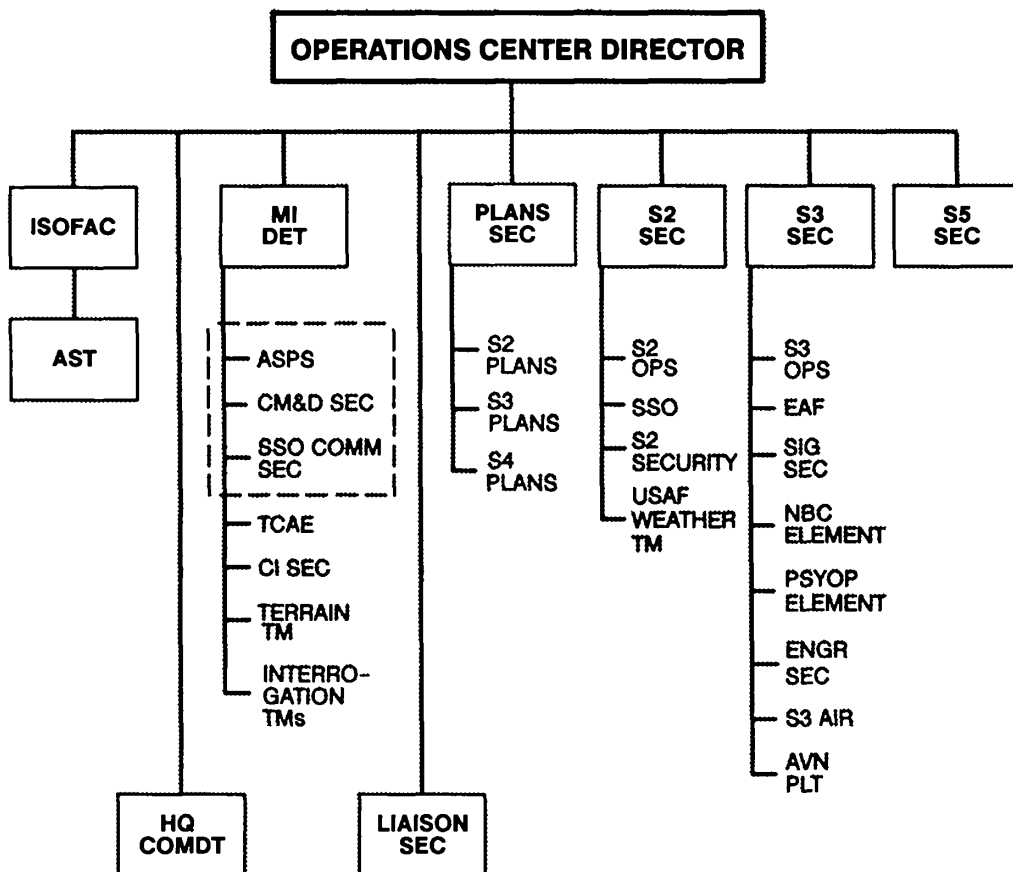 OPERATIONS CENTER DIRECTOR
ISOFAC
AST
HQ
COMDT
MI
DET
ASPS
CM&D SEC
SSO COMM
SEC
TCAE
CI SEC
TERRAIN
TM
INTERRO-
GATION
TMs
LIAISON
SEC
PLANS
SEC
S2
PLANS
S3
PLANS
S4
PLANS
S2
SEC
S2
OPS
SSO
S2
SECURITY
USAF
WEATHER
TM
S3
SEC
S3
OPS
EAF
SIG
SEC
NBC
ELEMENT
PSYOP
ELEMENT
ENGR
SEC
S3 AIR
AVN
PLT
S5
SEC